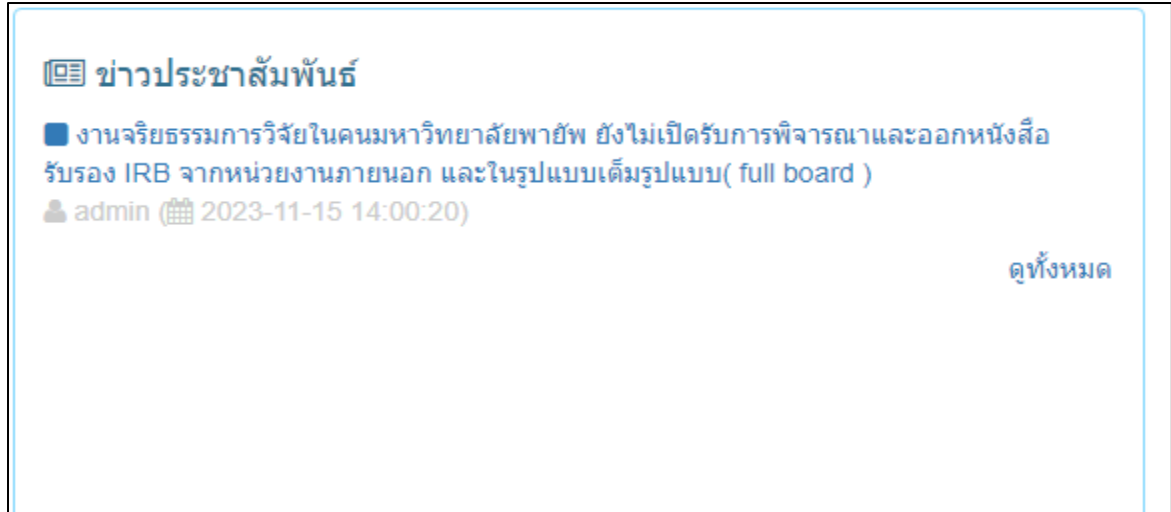 ข่าวประชาสัมพันธ์
งานจริยธรรมการวิจัยในคนมหาวิทยาลัยพายัพ ยังไม่เปิดรับการพิจารณาและออกหนังสือ
รับรอง IRB จากหน่วยงานภายนอก และในรูปแบบเต็มรูปแบบ( full board )
admin ( 2023-11-15 14:00:20)
ดูทั้งหมด